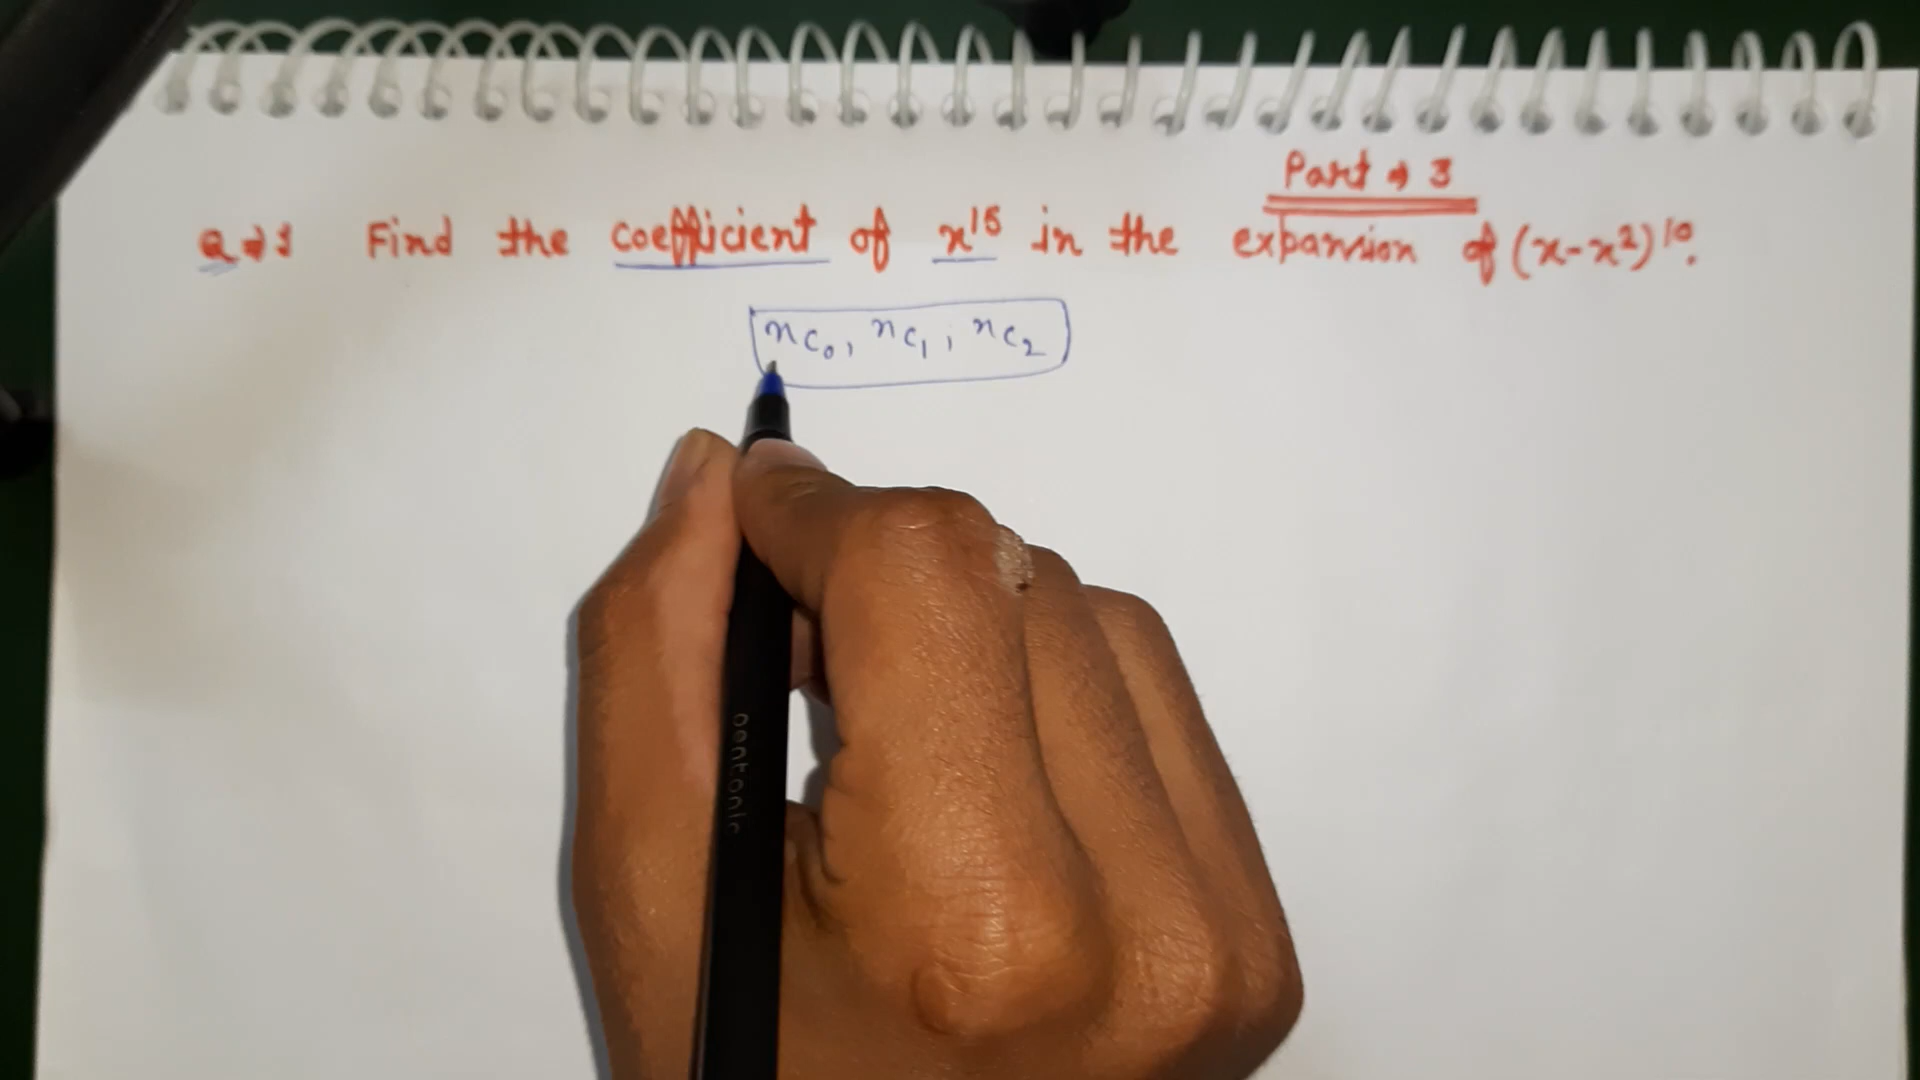 Part → 3
Q → 1 Find the coefficient of x¹⁵ in the expansion of (x-x²)¹⁰.
nC₀, nC₁, nC₂
pentonic